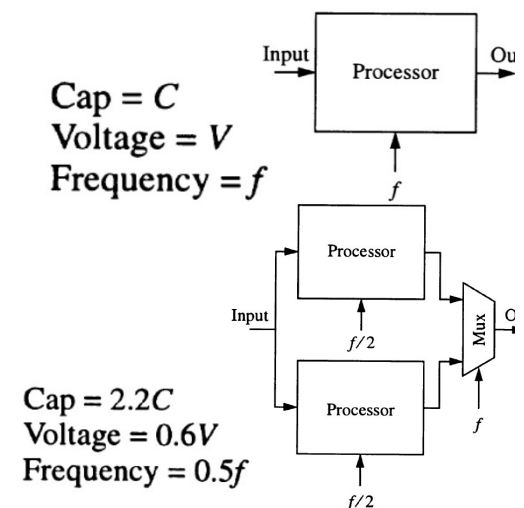 Input
Processor
Ou
Cap = C
Voltage = V
Frequency = f
f
Processor
Input
f/2
Mux
O
Processor
f
Cap = 2.2C
Voltage = 0.6V
Frequency = 0.5f
f/2